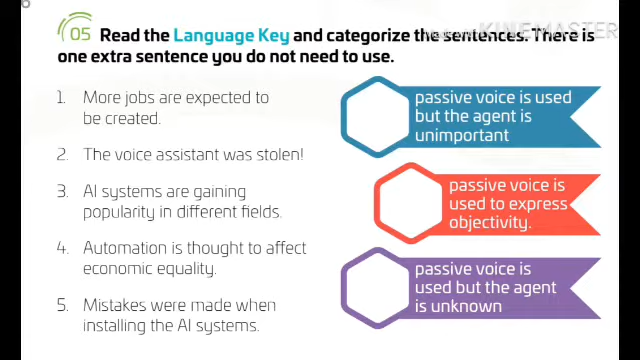 6
05 Read the Language Key and categorize the sentences. There is
one extra sentence you do not need to use.
1. More jobs are expected to
be created.
2. The voice assistant was stolen!
3. AI systems are gaining
popularity in different fields.
4. Automation is thought to affect
economic equality.
5. Mistakes were made when
installing the AI systems.
passive voice is used
but the agent is
unimportant
passive voice is
used to express
objectivity.
passive voice is
used but the agent
is unknown
KINEMASTER